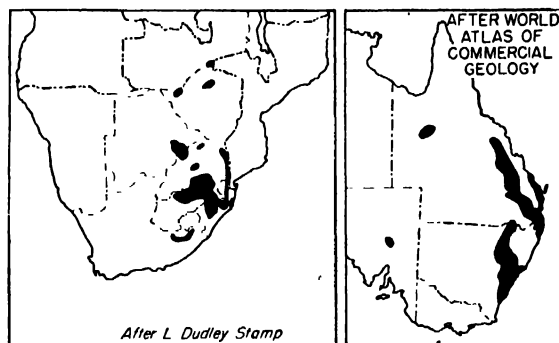 After L Dudley Stamp
AFTER WORLD
ATLAS OF
COMMERCIAL
GEOLOGY